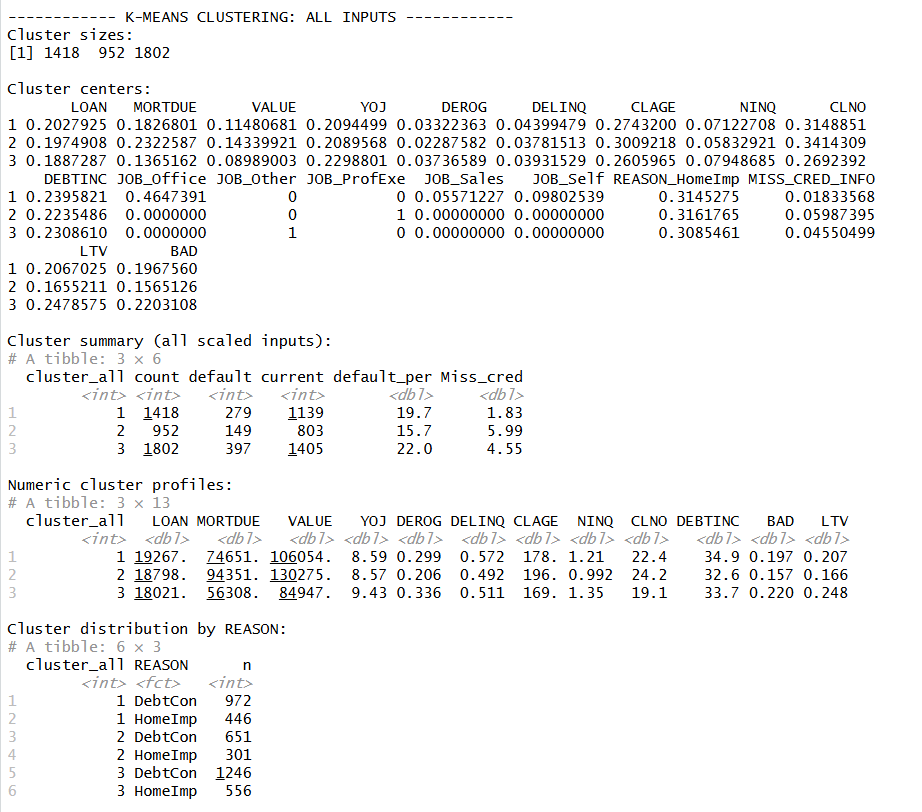 ------------ K-MEANS CLUSTERING: ALL INPUTS ------------
Cluster sizes:
[1] 1418  952 1802

Cluster centers:
       LOAN   MORTDUE      VALUE       YOJ      DEROG     DELINQ     CLAGE       NINQ      CLNO
1 0.2027925 0.1826801 0.11480681 0.2094499 0.03322363 0.04399479 0.2743200 0.07122708 0.3148851
2 0.1974908 0.2322587 0.14339921 0.2089568 0.02287582 0.03781513 0.3009218 0.05832921 0.3414309
3 0.1887287 0.1365162 0.08989003 0.2298801 0.03736589 0.03931529 0.2605965 0.07948685 0.2692392
    DEBTINC JOB_Office JOB_Other JOB_ProfExe  JOB_Sales   JOB_Self REASON_HomeImp MISS_CRED_INFO
1 0.2395821  0.4647391         0           0 0.05571227 0.09802539      0.3145275     0.01833568
2 0.2235486  0.0000000         0           1 0.00000000 0.00000000      0.3161765     0.05987395
3 0.2308610  0.0000000         1           0 0.00000000 0.00000000      0.3085461     0.04550499
        LTV       BAD
1 0.2067025 0.1967560
2 0.1655211 0.1565126
3 0.2478575 0.2203108

Cluster summary (all scaled inputs):
# A tibble: 3 × 6
  cluster_all count default current default_per Miss_cred
        <int> <int>   <int>   <int>       <dbl>     <dbl>
1           1  1418     279    1139        19.7      1.83
2           2   952     149     803        15.7      5.99
3           3  1802     397    1405        22.0      4.55

Numeric cluster profiles:
# A tibble: 3 × 13
  cluster_all   LOAN MORTDUE   VALUE   YOJ DEROG DELINQ CLAGE  NINQ  CLNO DEBTINC   BAD   LTV
        <int>  <dbl>   <dbl>   <dbl> <dbl> <dbl>  <dbl> <dbl> <dbl> <dbl>   <dbl> <dbl> <dbl>
1           1 19267.  74651. 106054.  8.59 0.299  0.572  178. 1.21   22.4    34.9 0.197 0.207
2           2 18798.  94351. 130275.  8.57 0.206  0.492  196. 0.992  24.2    32.6 0.157 0.166
3           3 18021.  56308.  84947.  9.43 0.336  0.511  169. 1.35   19.1    33.7 0.220 0.248

Cluster distribution by REASON:
# A tibble: 6 × 3
  cluster_all REASON      n
        <int> <fct>   <int>
1           1 DebtCon   972
2           1 HomeImp   446
3           2 DebtCon   651
4           2 HomeImp   301
5           3 DebtCon  1246
6           3 HomeImp   556